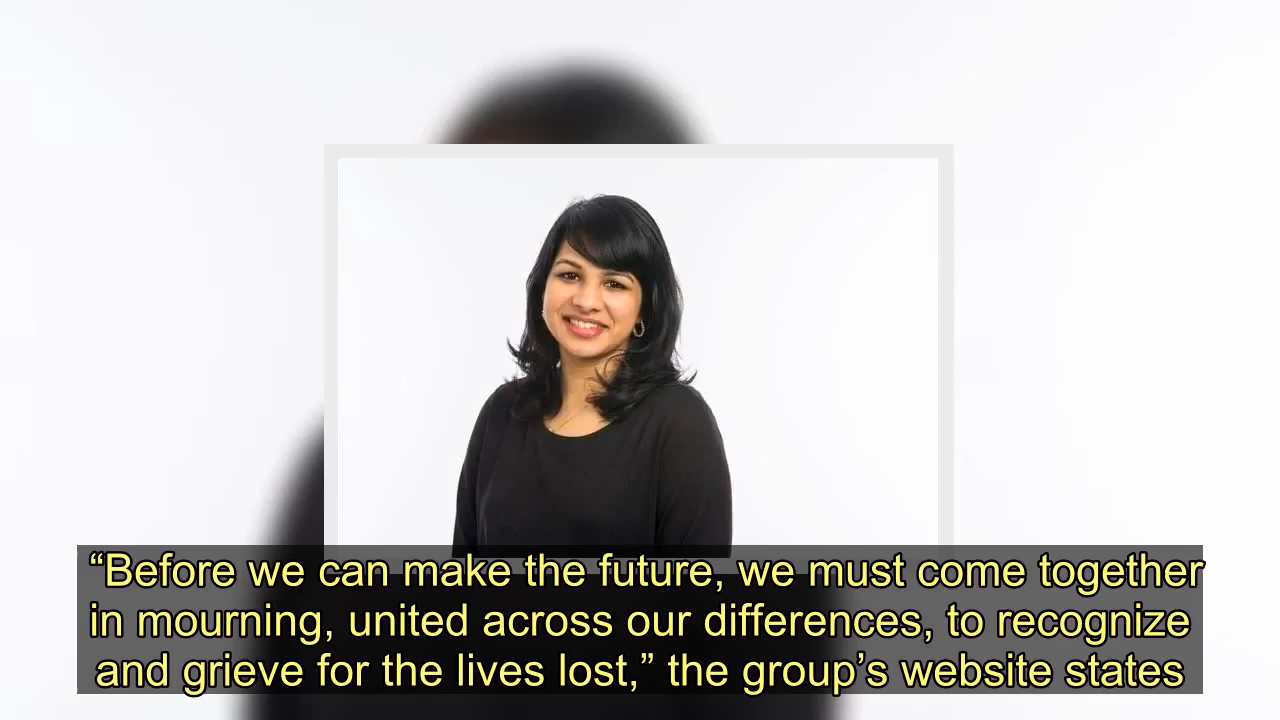 “Before we can make the future, we must come together
in mourning, united across our differences, to recognize
and grieve for the lives lost,” the group’s website states